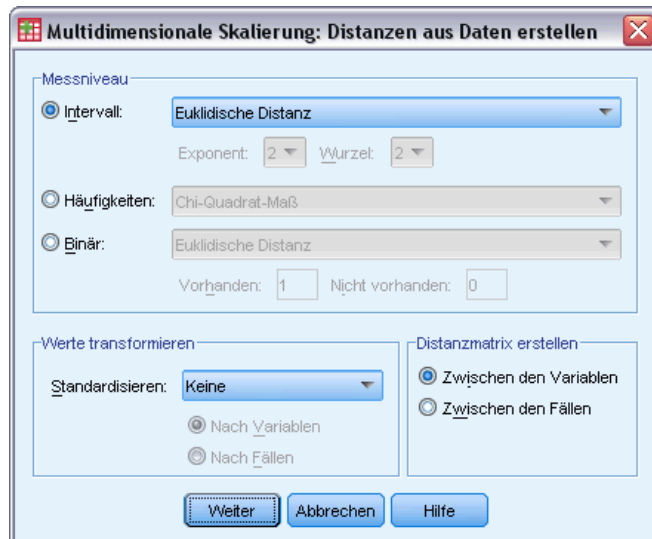 Multidimensionale Skalierung: Distanzen aus Daten erstellen
Messniveau
Intervall: Euklidische Distanz
Exponent: 2 Wurzel: 2
Häufigkeiten: Chi-Quadrat-Maß
Binär: Euklidische Distanz
Vorhanden: 1 Nicht vorhanden: 0
Werte transformieren
Standardisieren: Keine
Nach Variablen
Nach Fällen
Distanzmatrix erstellen
Zwischen den Variablen
Zwischen den Fällen
Weiter Abbrechen Hilfe